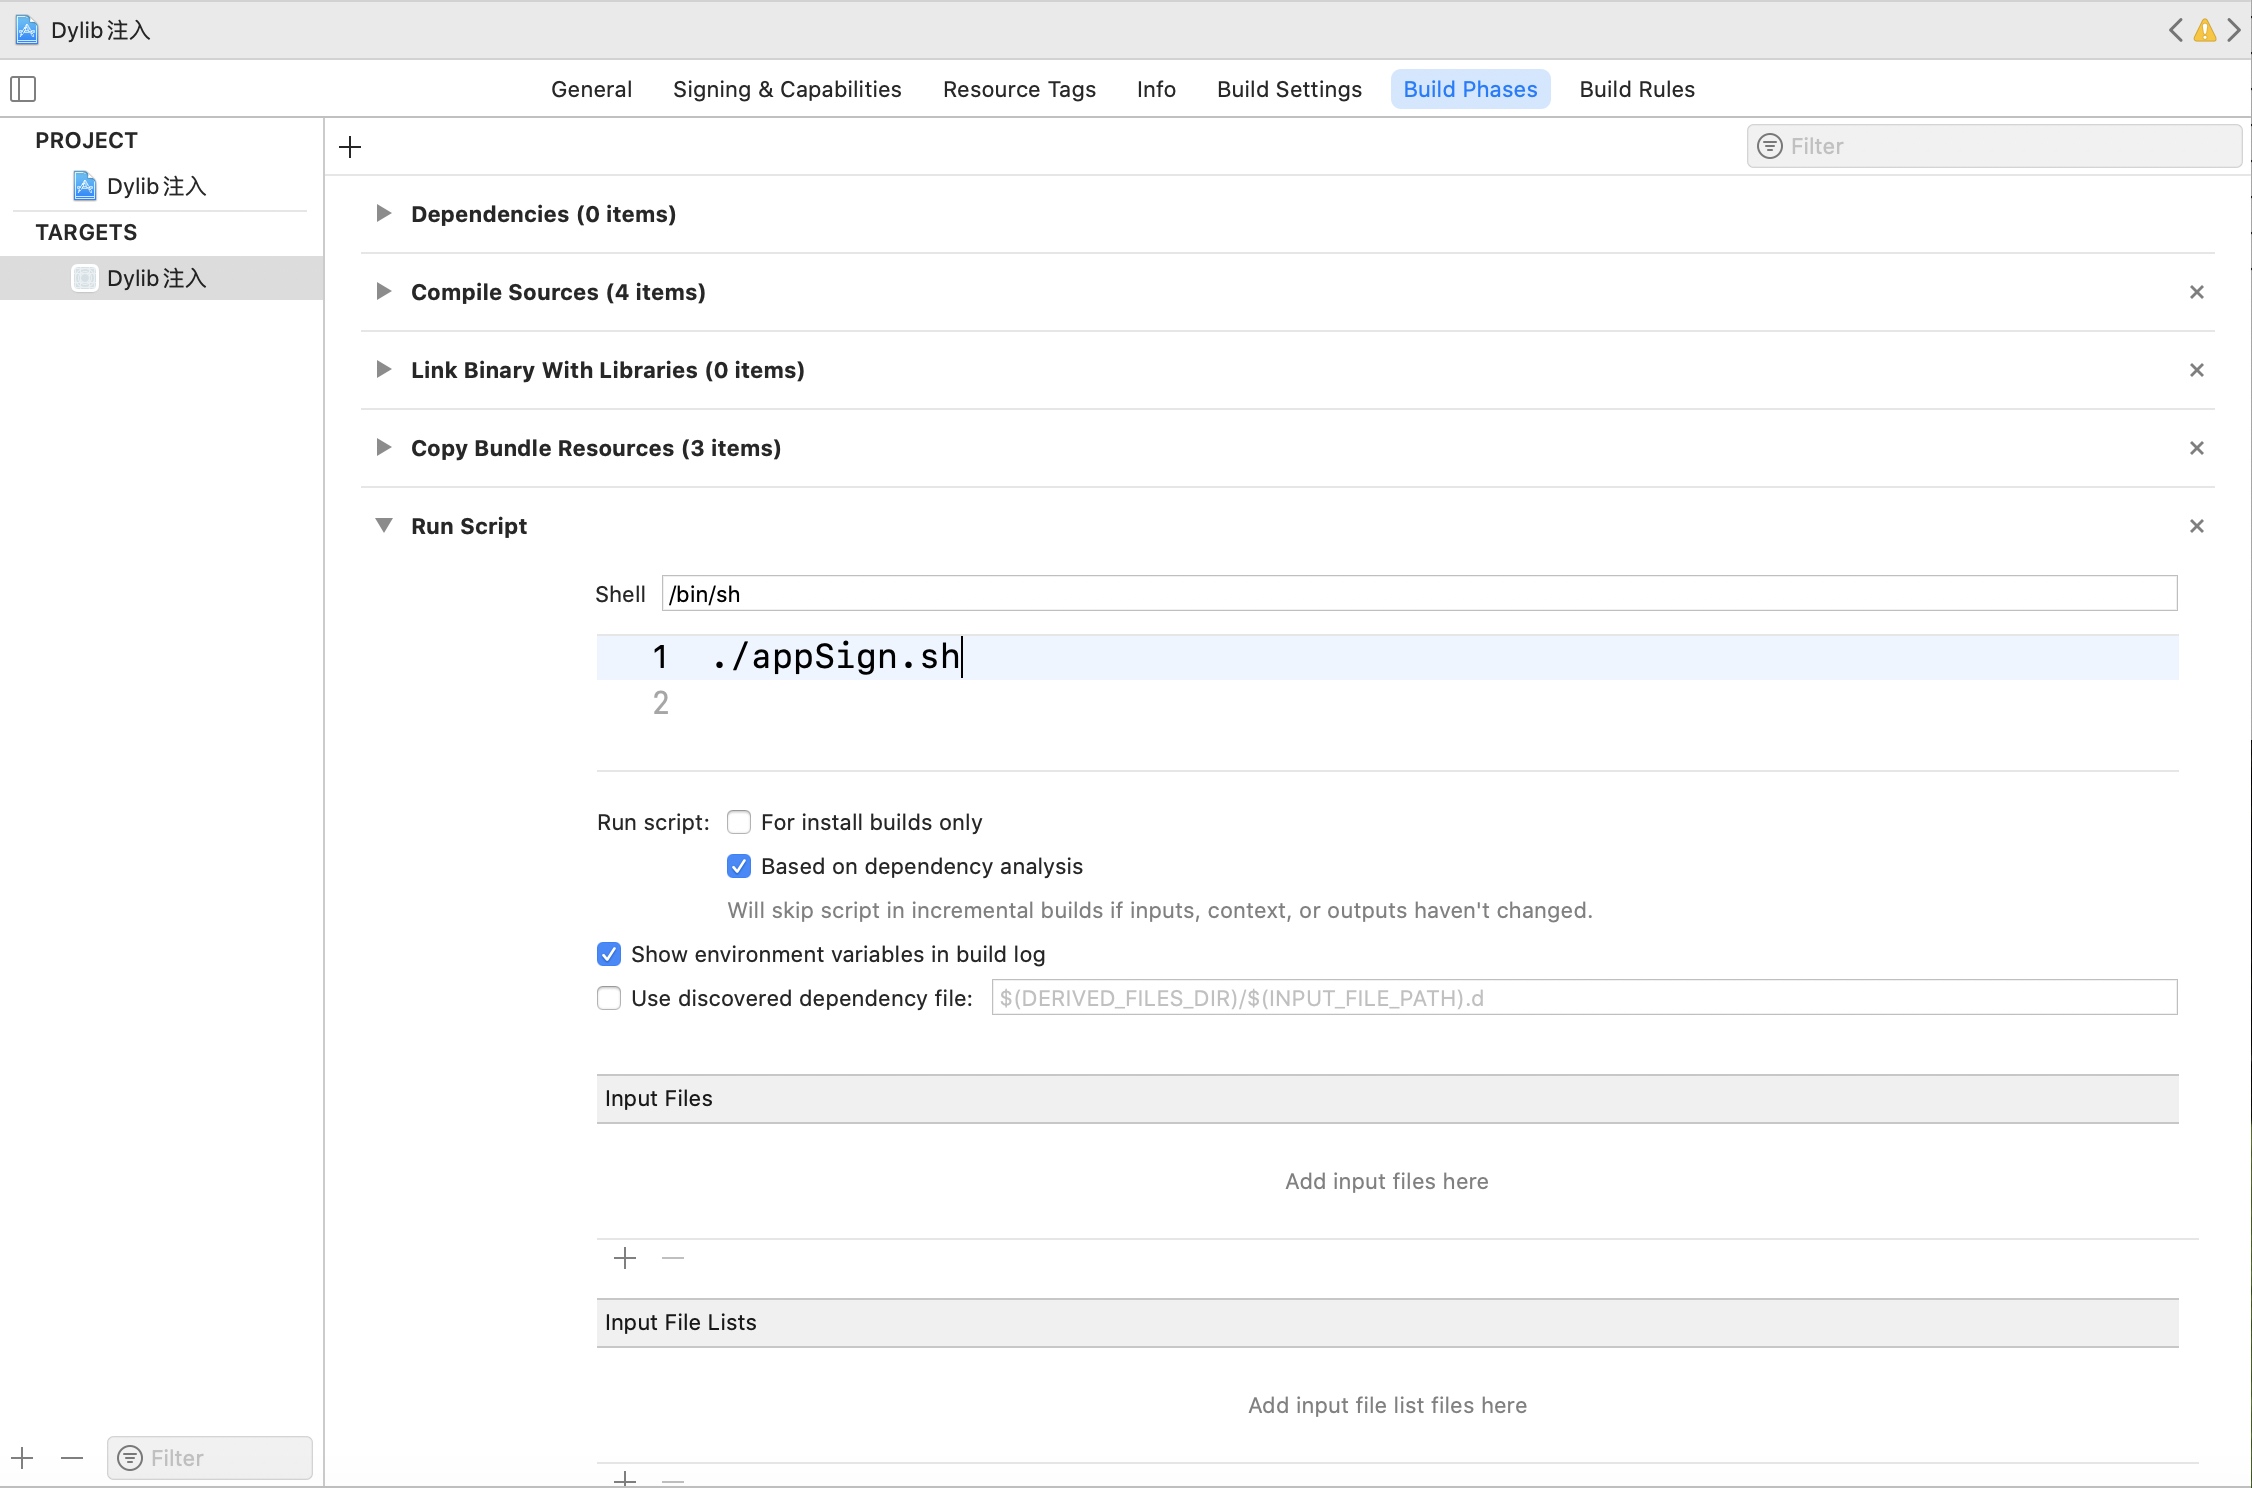 Dylib注入
General Signing & Capabilities Resource Tags Info Build Settings Build Phases Build Rules
PROJECT
Dylib注入
TARGETS
Dylib注入
Filter
Dependencies (0 items)
Compile Sources (4 items)
Link Binary With Libraries (0 items)
Copy Bundle Resources (3 items)
Run Script
Shell /bin/sh
1 ./appSign.sh
2
Run script: For install builds only
Based on dependency analysis
Will skip script in incremental builds if inputs, context, or outputs haven't changed.
Show environment variables in build log
Use discovered dependency file: $(DERIVED_FILES_DIR)/$(INPUT_FILE_PATH).d
Input Files
Add input files here
Input File Lists
Add input file list files here
Filter